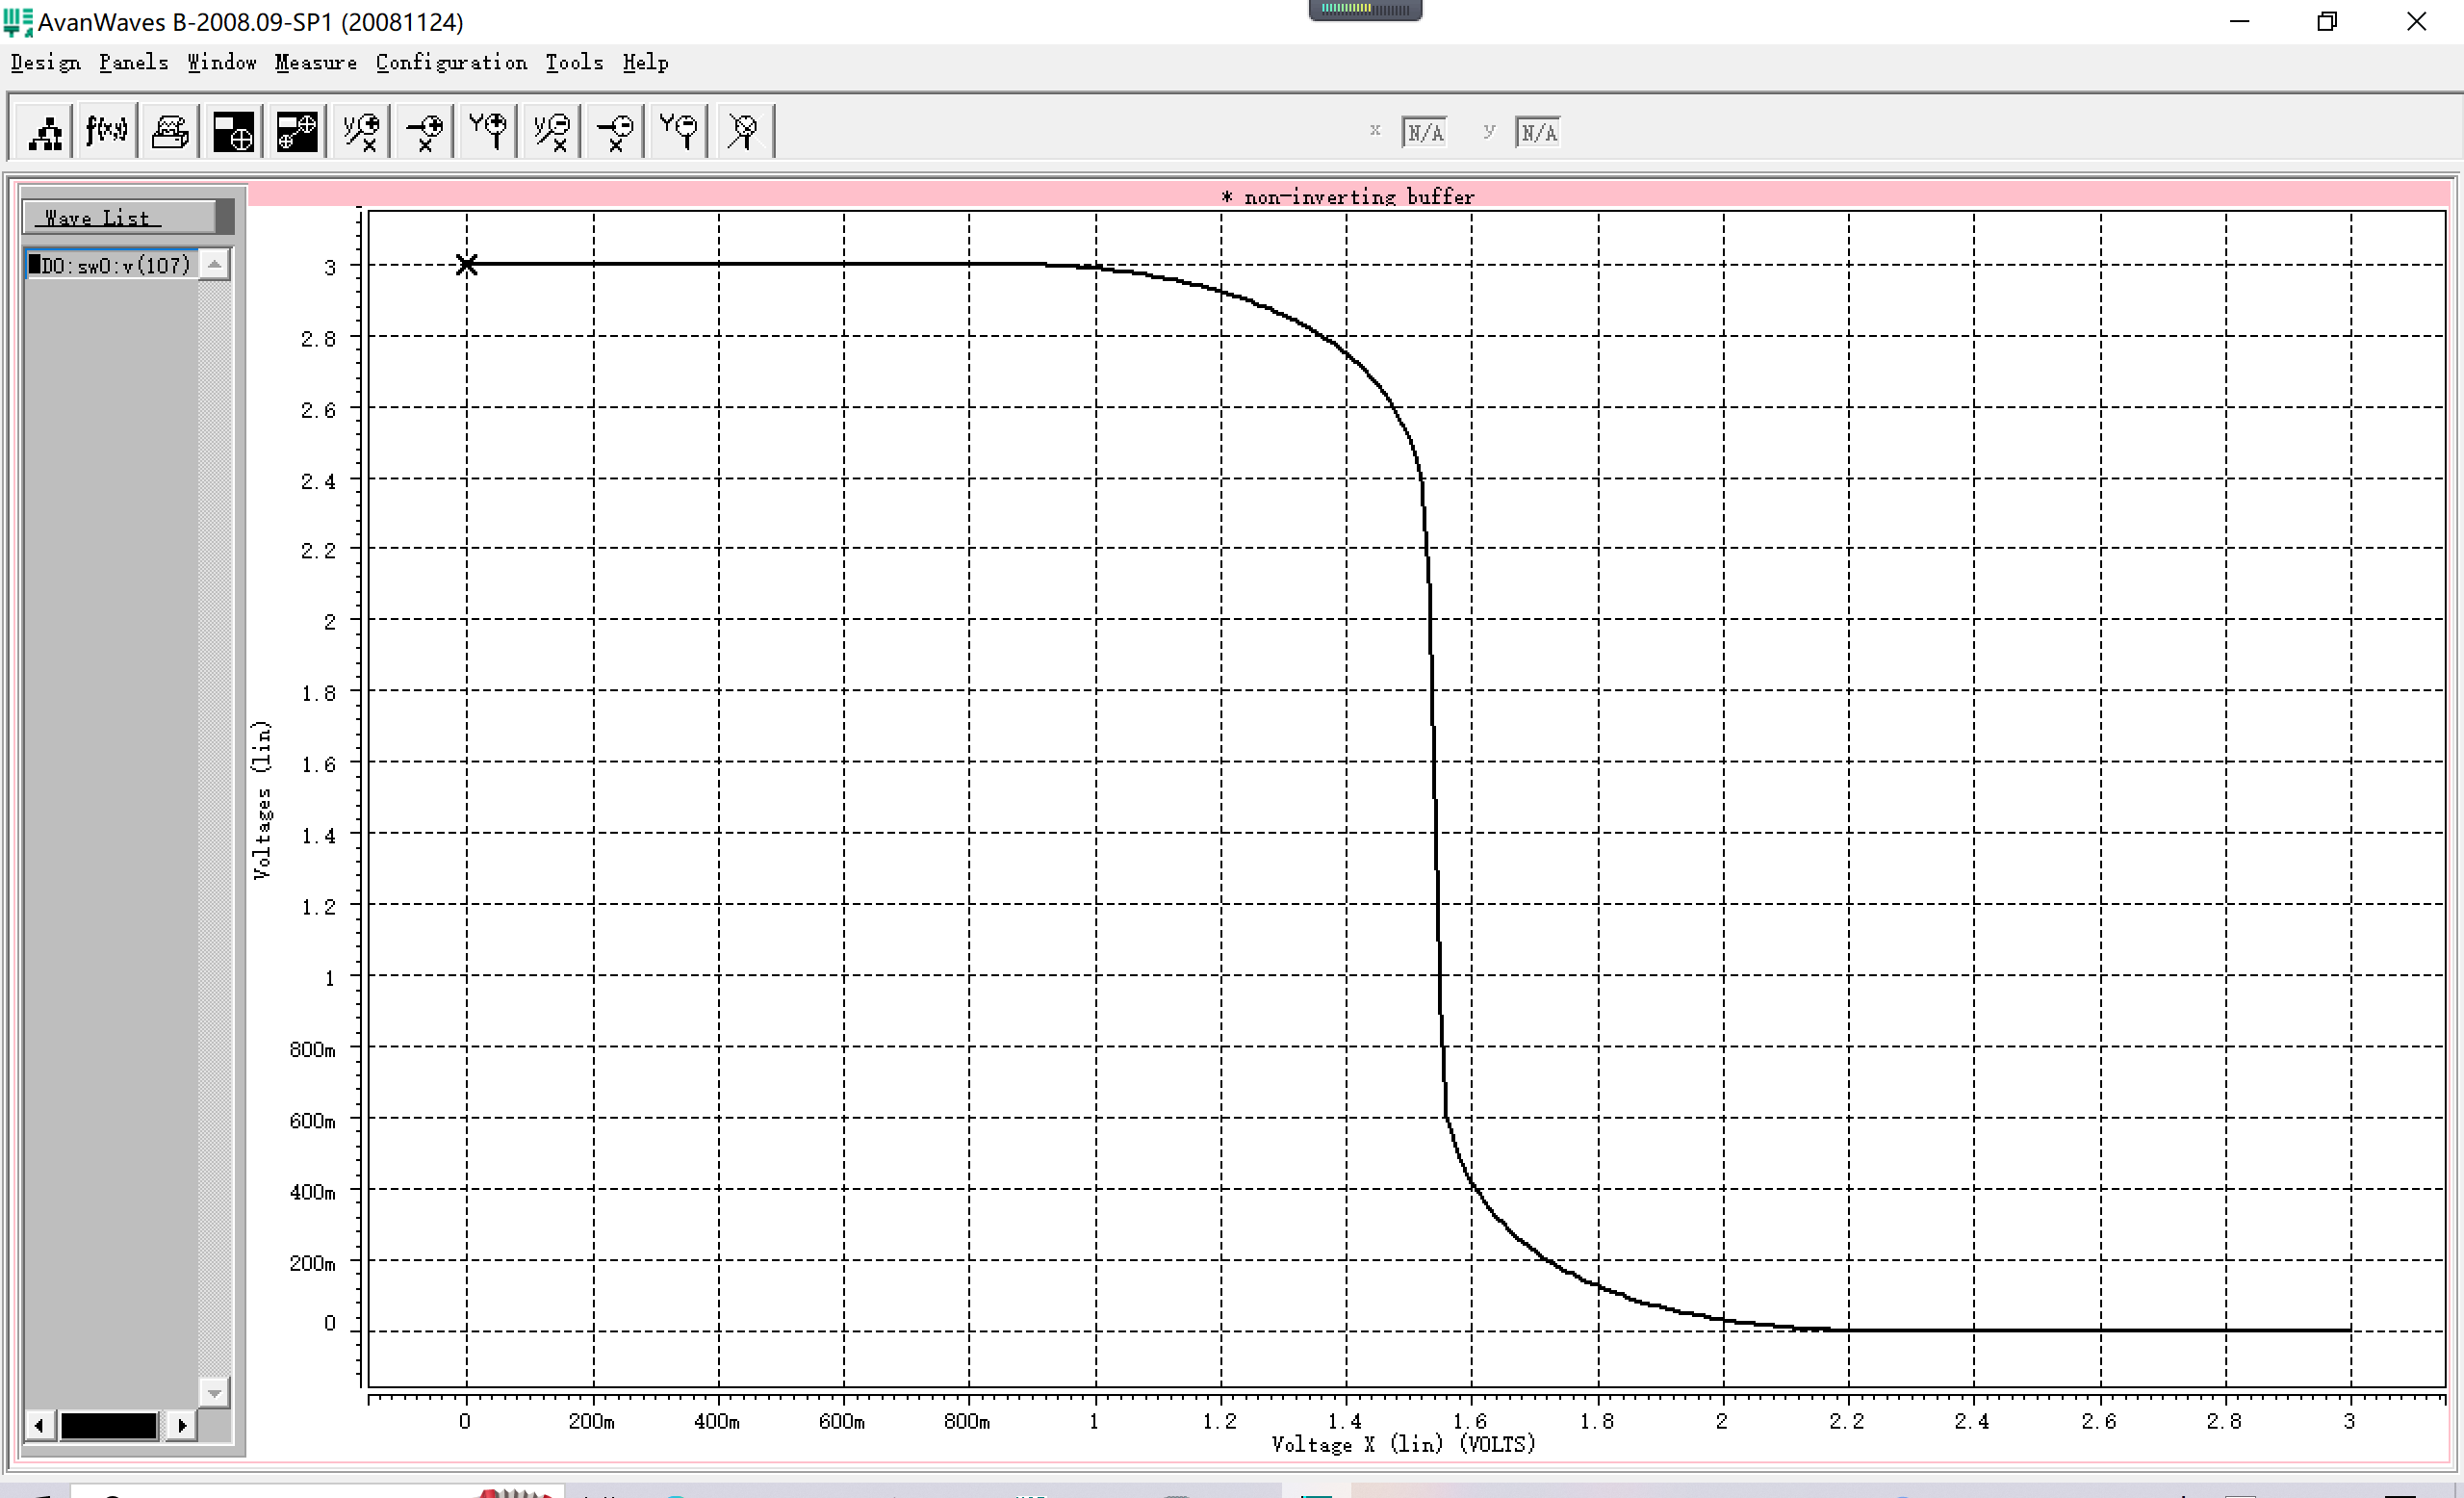 AvanWaves B-2008.09-SP1 (20081124)
Design Panels Window Measure Configuration Tools Help
f(x,y)
x N/A y N/A
* non-inverting buffer
Wave List
D0:sw0:v(107)
Voltages (lin)
3
2.8
2.6
2.4
2.2
2
1.8
1.6
1.4
1.2
1
800m
600m
400m
200m
0
0 200m 400m 600m 800m 1 1.2 1.4 1.6 1.8 2 2.2 2.4 2.6 2.8 3
Voltage X (lin) (VOLTS)